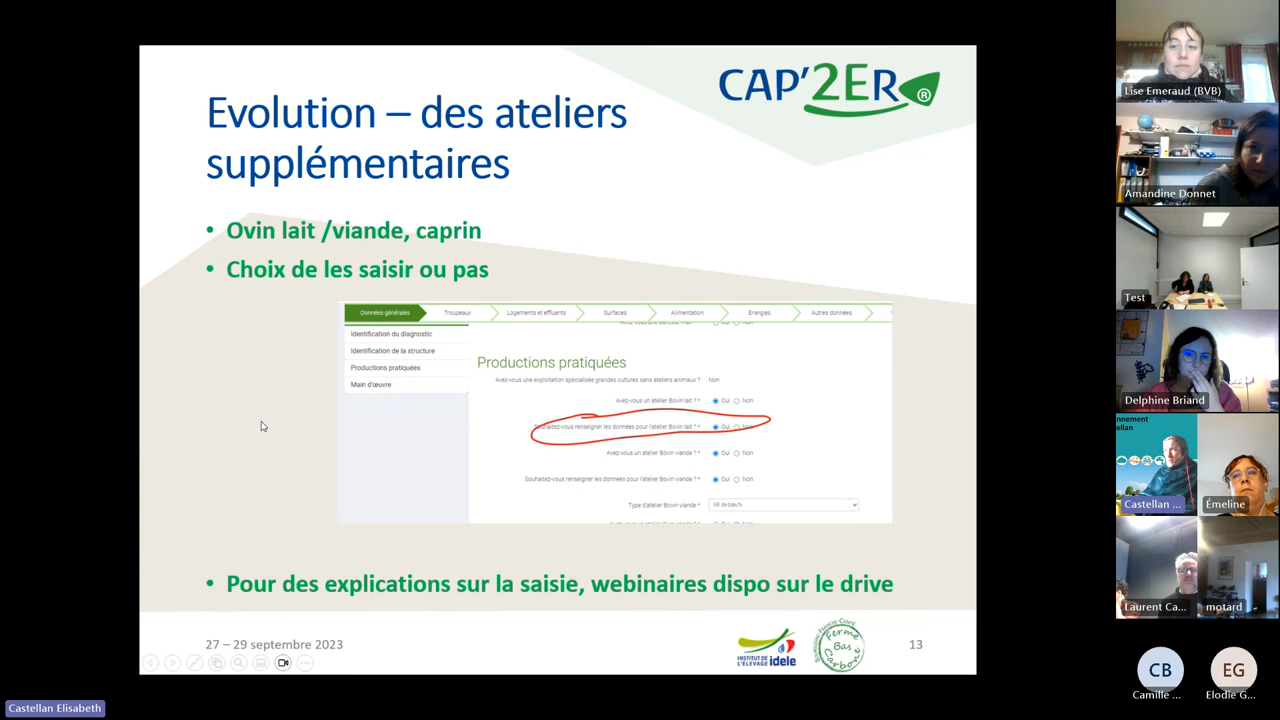 CAP'2ER®
Evolution – des ateliers
supplémentaires
• Ovin lait /viande, caprin
• Choix de les saisir ou pas
Données générales
Troupeaux
Logements et effluents
Surfaces
Alimentation
Energies
Autres données
Identification du diagnostic
Identification de la structure
Productions pratiquées
Main d'œuvre
Productions pratiquées
Avez-vous une exploitation spécialisée grandes cultures sans ateliers animaux ? Non
Avez-vous un atelier Bovin lait ? * Oui Non
Souhaitez-vous renseigner les données pour l'atelier Bovin lait ? * Oui Non
Avez-vous un atelier Bovin viande ? * Oui Non
Souhaitez-vous renseigner les données pour l'atelier Bovin viande ? * Oui Non
Type d'atelier Bovin viande * NE de bœufs
• Pour des explications sur la saisie, webinaires dispo sur le drive
27 – 29 septembre 2023
INSTITUT DE
L'ÉLEVAGE idele
Ferme
Bas
Carbone
13
Lise Emeraud (BVB)
Amandine Donnet
Test
Delphine Briand
nnement
ellan
Castellan ...
Émeline
Laurent Ca...
motard
CB
Camille ...
EG
Elodie G...
Castellan Elisabeth